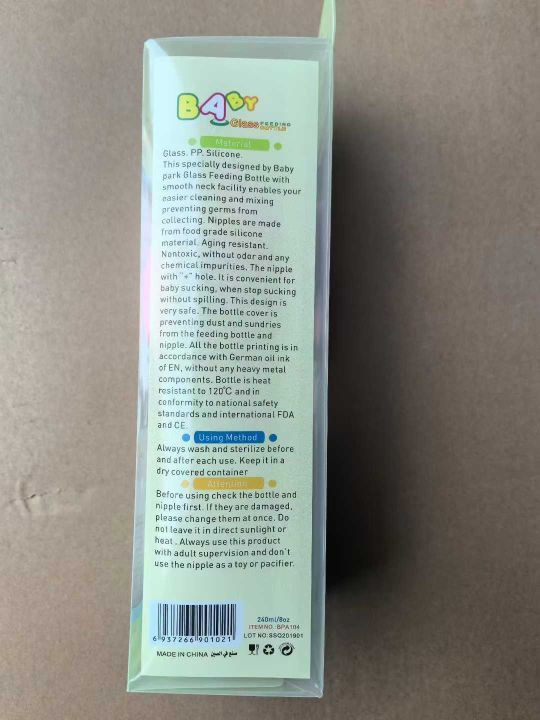 BABY
Glass FEEDING
BOTTLE
Material
Glass. PP. Silicone.
This specially designed by Baby
park Glass Feeding Bottle with
smooth neck facility enables your
easier cleaning and mixing
preventing germs from
collecting. Nipples are made
from food grade silicone
material. Aging resistant.
Nontoxic, without odor and any
chemical impurities. The nipple
with "+" hole. It is convenient for
baby sucking, when stop sucking
without spilling. This design is
very safe. The bottle cover is
preventing dust and sundries
from the feeding bottle and
nipple. All the bottle printing is in
accordance with German oil ink
of EN, without any heavy metal
components. Bottle is heat
resistant to 120℃ and in
conformity to national safety
standards and international FDA
and CE.
Using Method
Always wash and sterilize before
and after each use. Keep it in a
dry covered container
Attention
Before using check the bottle and
nipple first. If they are damaged,
please change them at once. Do
not leave it in direct sunlight or
heat . Always use this product
with adult supervision and don't
use the nipple as a toy or pacifier.
240ml/8oz
ITEM NO.: BPA104
LOT NO: SSQ201901
6 937266 901021
MADE IN CHINA صنع في الصين